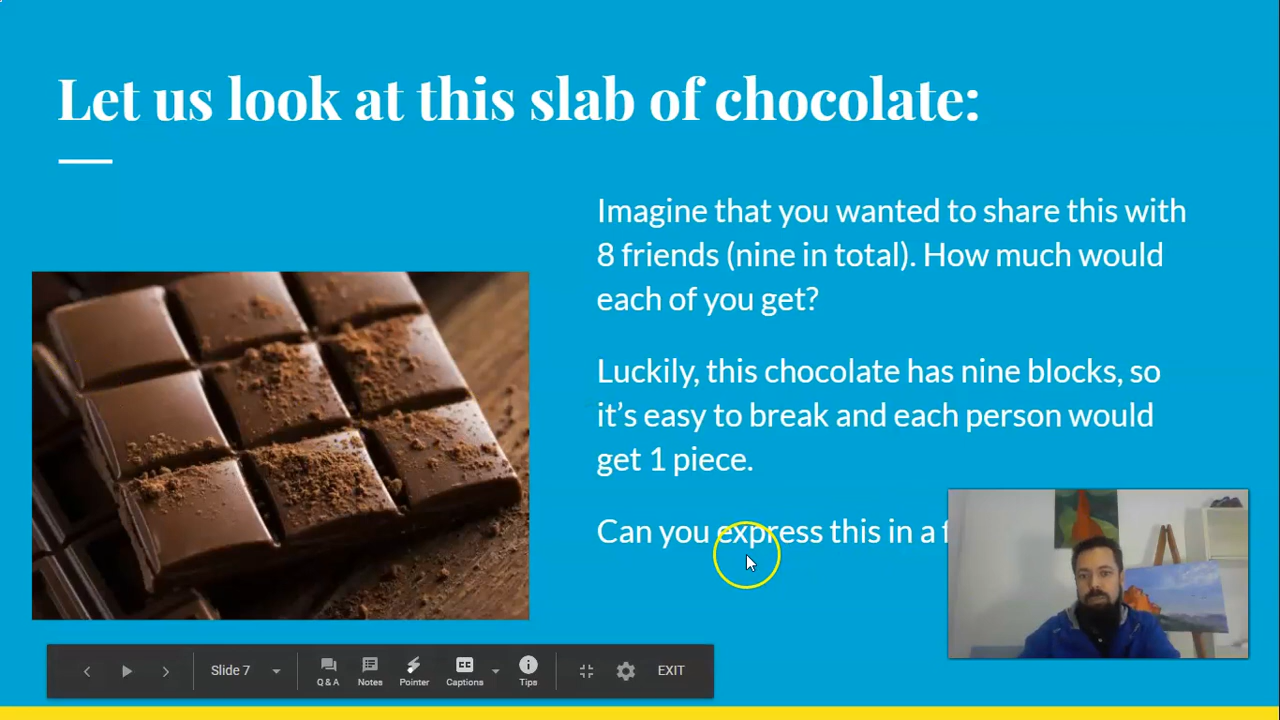 Let us look at this slab of chocolate:
Imagine that you wanted to share this with
8 friends (nine in total). How much would
each of you get?
Luckily, this chocolate has nine blocks, so
it's easy to break and each person would
get 1 piece.
Can you express this in a
Slide 7
Q & A
Notes
Pointer
Captions
Tips
EXIT